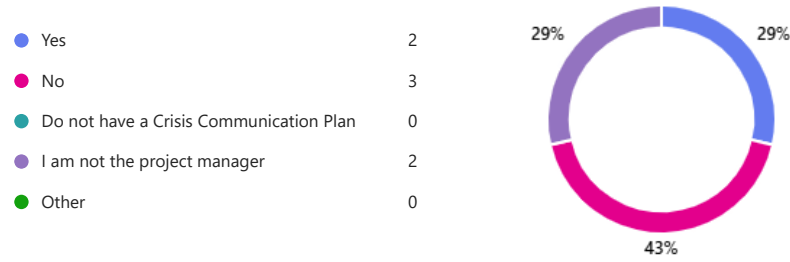 Yes 2
No 3
Do not have a Crisis Communication Plan 0
I am not the project manager 2
Other 0
29%
29%
43%